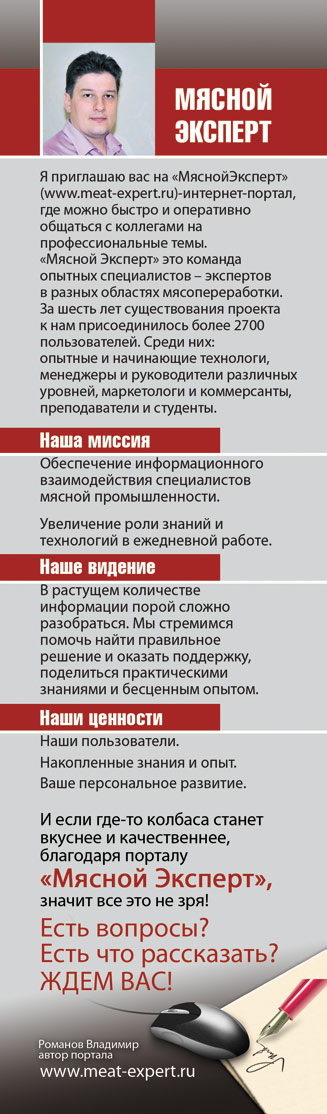 МЯСНОЙ
ЭКСПЕРТ
Я приглашаю вас на «МяснойЭксперт»
(www.meat-expert.ru)-интернет-портал,
где можно быстро и оперативно
общаться с коллегами на
профессиональные темы.
«Мясной Эксперт» это команда
опытных специалистов – экспертов
в разных областях мясопереработки.
За шесть лет существования проекта
к нам присоединилось более 2700
пользователей. Среди них:
опытные и начинающие технологи,
менеджеры и руководители различных
уровней, маркетологи и коммерсанты,
преподаватели и студенты.
Наша миссия
Обеспечение информационного
взаимодействия специалистов
мясной промышленности.
Увеличение роли знаний и
технологий в ежедневной работе.
Наше видение
В растущем количестве
информации порой сложно
разобраться. Мы стремимся
помочь найти правильное
решение и оказать поддержку,
поделиться практическими
знаниями и бесценным опытом.
Наши ценности
Наши пользователи.
Накопленные знания и опыт.
Ваше персональное развитие.
И если где-то колбаса станет
вкуснее и качественнее,
благодаря порталу
«Мясной Эксперт»,
значит все это не зря!
Есть вопросы?
Есть что рассказать?
ЖДЕМ ВАС!
Романов Владимир
автор портала
www.meat-expert.ru